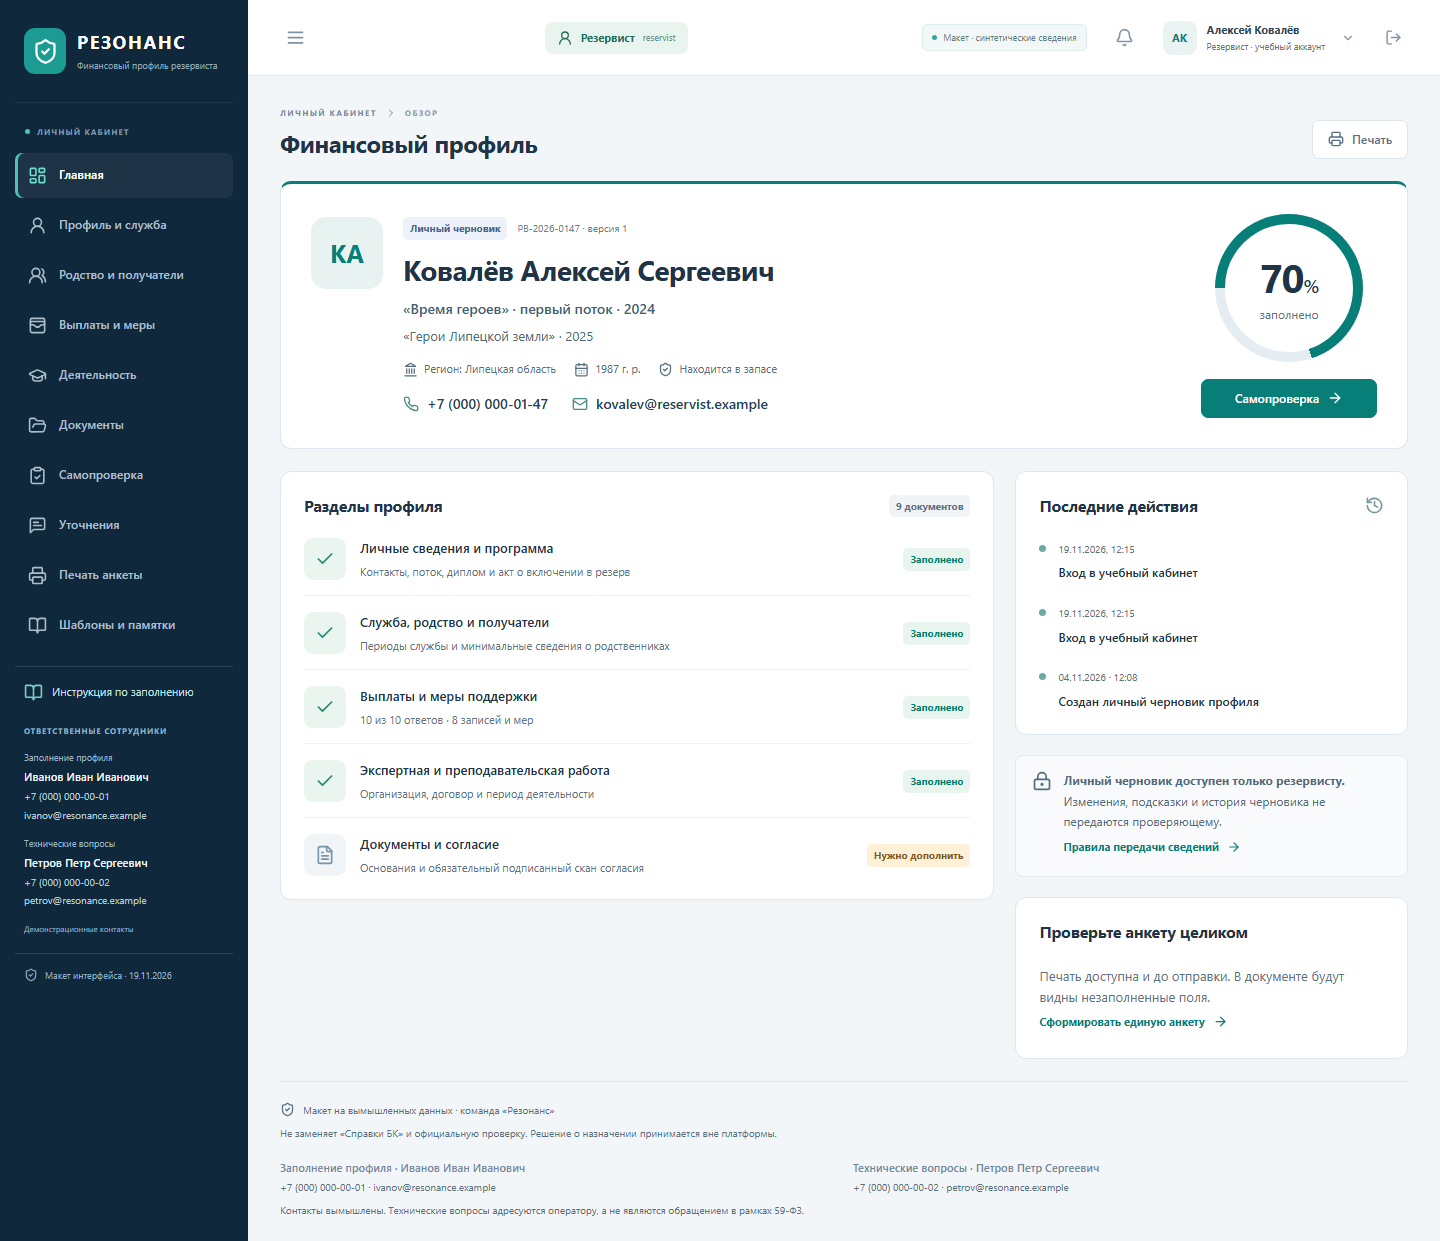 РЕЗОНАНС
Финансовый профиль резервиста
ЛИЧНЫЙ КАБИНЕТ
Главная
Профиль и служба
Родство и получатели
Выплаты и меры
Деятельность
Документы
Самопроверка
Уточнения
Печать анкеты
Шаблоны и памятки
Инструкция по заполнению
ОТВЕТСТВЕННЫЕ СОТРУДНИКИ
Заполнение профиля
Иванов Иван Иванович
+7 (000) 000-00-01
ivanov@resonance.example
Технические вопросы
Петров Петр Сергеевич
+7 (000) 000-00-02
petrov@resonance.example
Демонстрационные контакты
Макет интерфейса · 19.11.2026
Резервист reservist
Макет · синтетические сведения
АК
Алексей Ковалёв
Резервист · учебный аккаунт
ЛИЧНЫЙ КАБИНЕТ > ОБЗОР
Финансовый профиль
Печать
КА
Личный черновик РВ-2026-0147 · версия 1
Ковалёв Алексей Сергеевич
«Время героев» · первый поток · 2024
«Герои Липецкой земли» · 2025
Регион: Липецкая область 1987 г. р. Находится в запасе
+7 (000) 000-01-47 kovalev@reservist.example
70%
заполнено
Самопроверка →
Разделы профиля
9 документов
Личные сведения и программа
Контакты, поток, диплом и акт о включении в резерв
Заполнено
Служба, родство и получатели
Периоды службы и минимальные сведения о родственниках
Заполнено
Выплаты и меры поддержки
10 из 10 ответов · 8 записей и мер
Заполнено
Экспертная и преподавательская работа
Организация, договор и период деятельности
Заполнено
Документы и согласие
Основания и обязательный подписанный скан согласия
Нужно дополнить
Последние действия
19.11.2026, 12:15
Вход в учебный кабинет
19.11.2026, 12:15
Вход в учебный кабинет
04.11.2026 · 12:08
Создан личный черновик профиля
Личный черновик доступен только резервисту.
Изменения, подсказки и история черновика не
передаются проверяющему.
Правила передачи сведений →
Проверьте анкету целиком
Печать доступна и до отправки. В документе будут
видны незаполненные поля.
Сформировать единую анкету →
Макет на вымышленных данных · команда «Резонанс»
Не заменяет «Справки БК» и официальную проверку. Решение о назначении принимается вне платформы.
Заполнение профиля · Иванов Иван Иванович
+7 (000) 000-00-01 · ivanov@resonance.example
Технические вопросы · Петров Петр Сергеевич
+7 (000) 000-00-02 · petrov@resonance.example
Контакты вымышлены. Технические вопросы адресуются оператору, а не являются обращением в рамках 59-ФЗ.